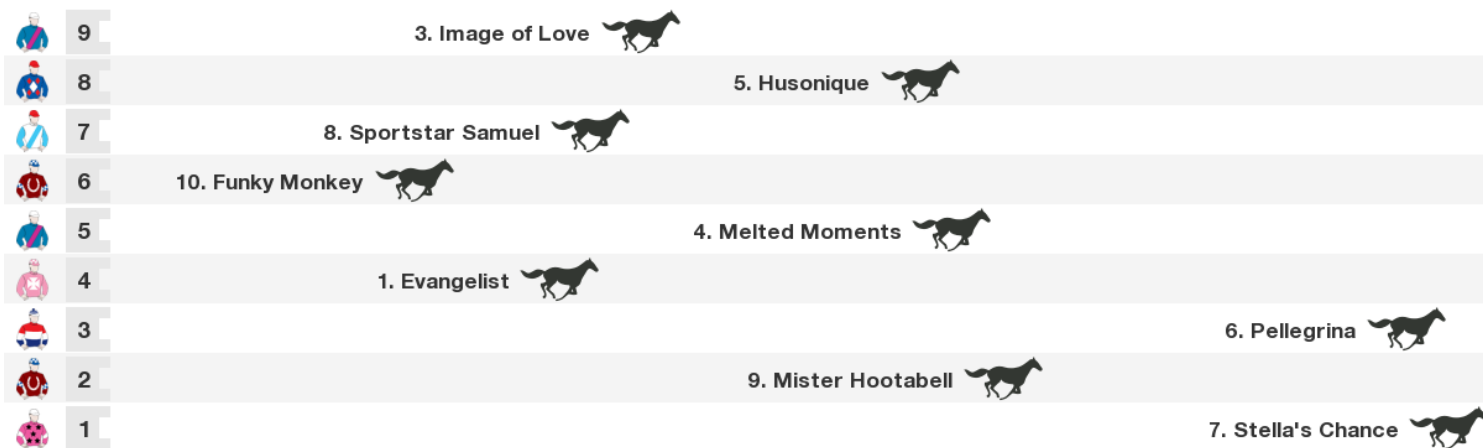 9 3. Image of Love
8 5. Husonique
7 8. Sportstar Samuel
6 10. Funky Monkey
5 4. Melted Moments
4 1. Evangelist
3 6. Pellegrina
2 9. Mister Hootabell
1 7. Stella's Chance